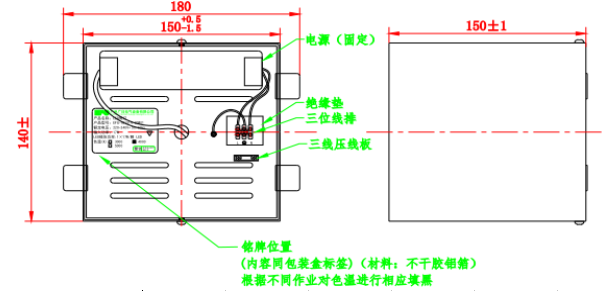 180
150 +0.5 -1.5
150±1
电源（固定）
140±
绝缘垫
三位线排
三线压线板
铭牌位置
(内容同包装盒标签)（材料：不干胶铝箔）
根据不同作业对色温进行相应填黑